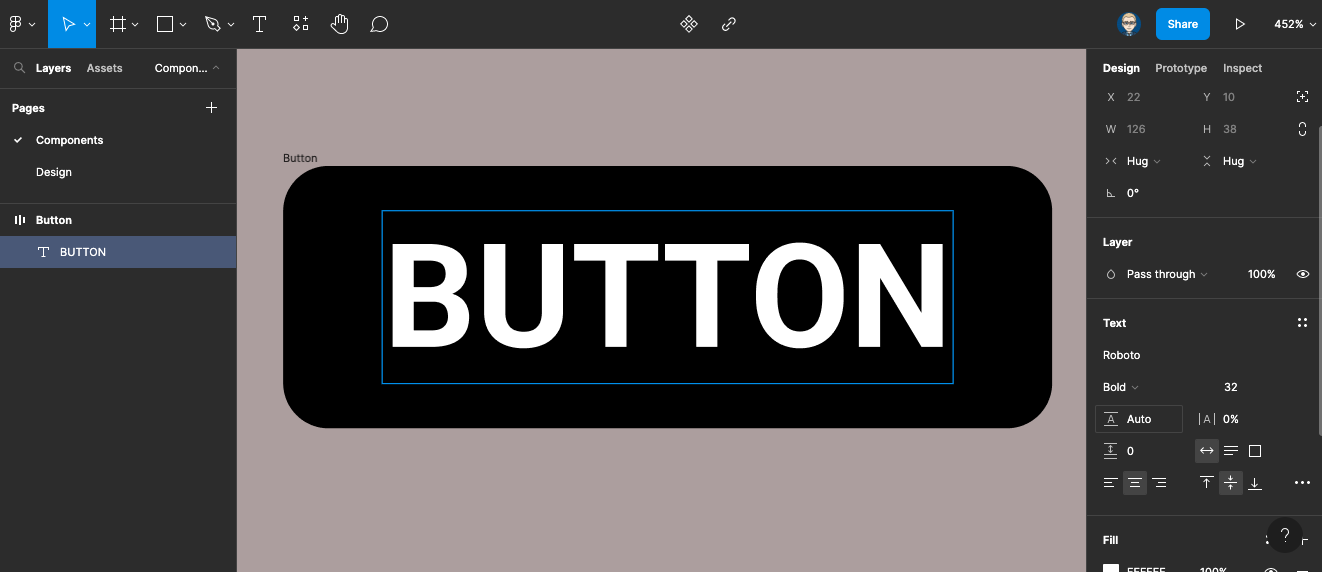 Share
452%
Layers
Assets
Compon...
Pages
Components
Design
Button
BUTTON
Button
BUTTON
Design
Prototype
Inspect
X 22
Y 10
W 126
H 38
Hug
Hug
0°
Layer
Pass through
100%
Text
Roboto
Bold
32
A Auto
|A| 0%
0
Fill
?
FFFFFF
100%